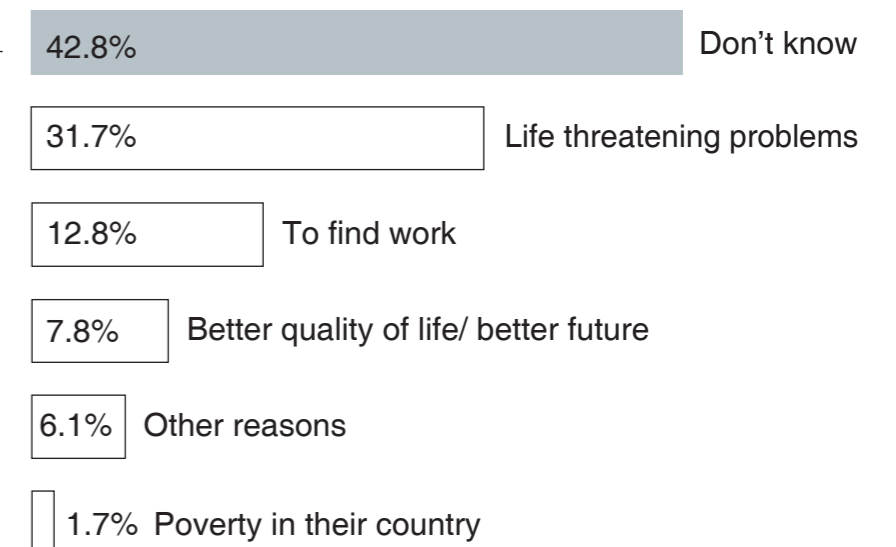 42.8% Don't know
31.7% Life threatening problems
12.8% To find work
7.8% Better quality of life/ better future
6.1% Other reasons
1.7% Poverty in their country